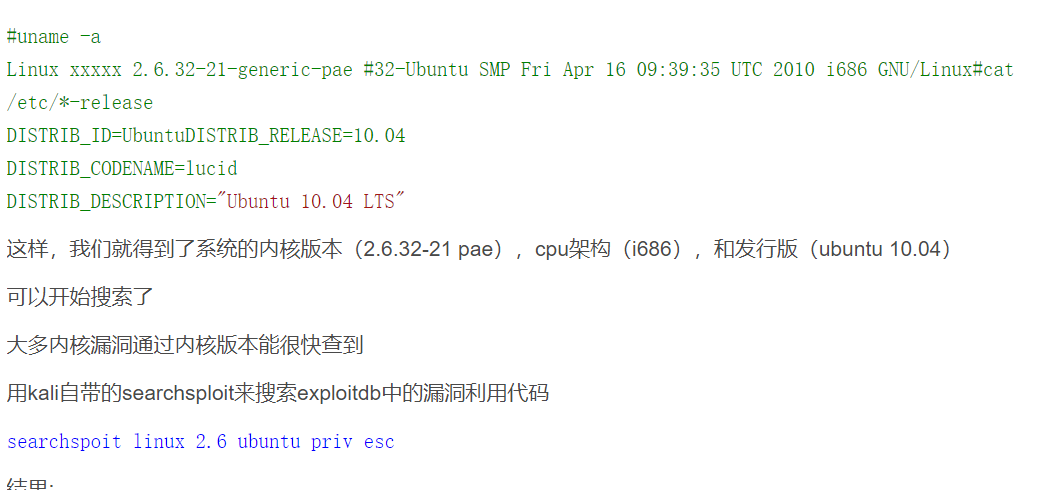 #uname -a
Linux xxxxx 2.6.32-21-generic-pae #32-Ubuntu SMP Fri Apr 16 09:39:35 UTC 2010 i686 GNU/Linux#cat
/etc/*-release
DISTRIB_ID=UbuntuDISTRIB_RELEASE=10.04
DISTRIB_CODENAME=lucid
DISTRIB_DESCRIPTION="Ubuntu 10.04 LTS"
这样，我们就得到了系统的内核版本（2.6.32-21 pae），cpu架构（i686），和发行版（ubuntu 10.04）
可以开始搜索了
大多内核漏洞通过内核版本能很快查到
用kali自带的searchsploit来搜索exploitdb中的漏洞利用代码
searchspoit linux 2.6 ubuntu priv esc
结果: